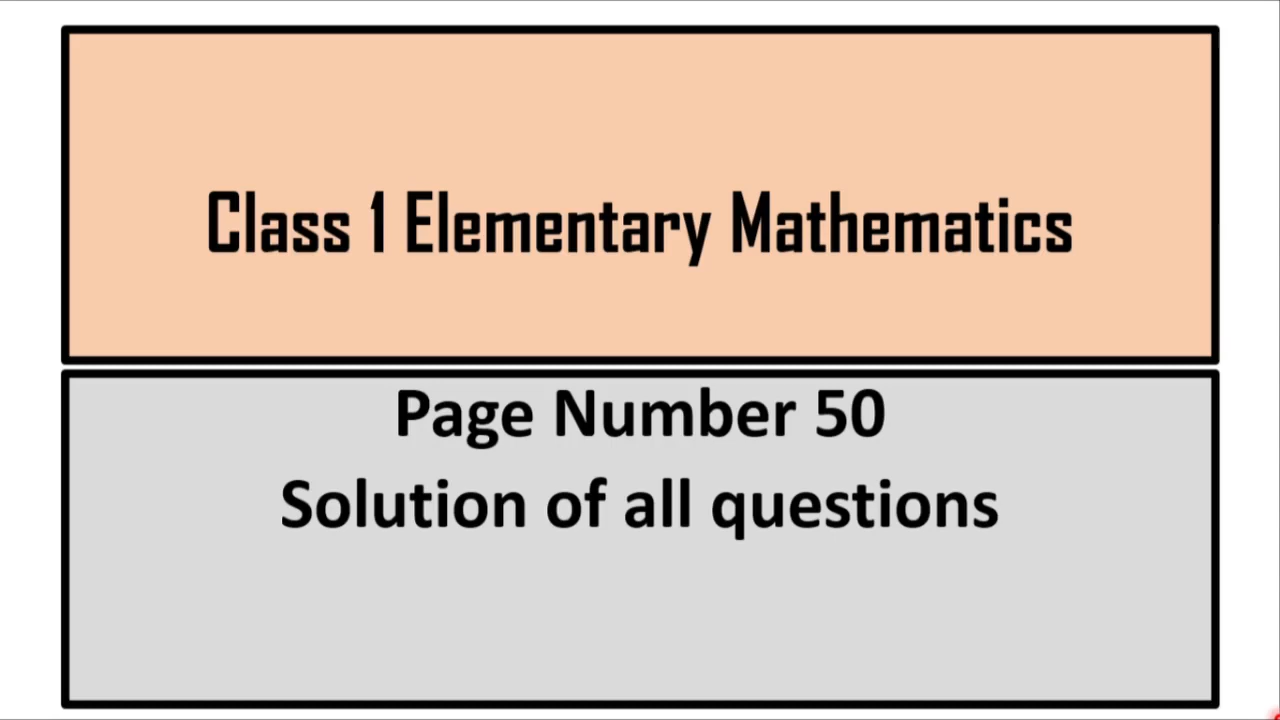 Class 1 Elementary Mathematics
Page Number 50
Solution of all questions